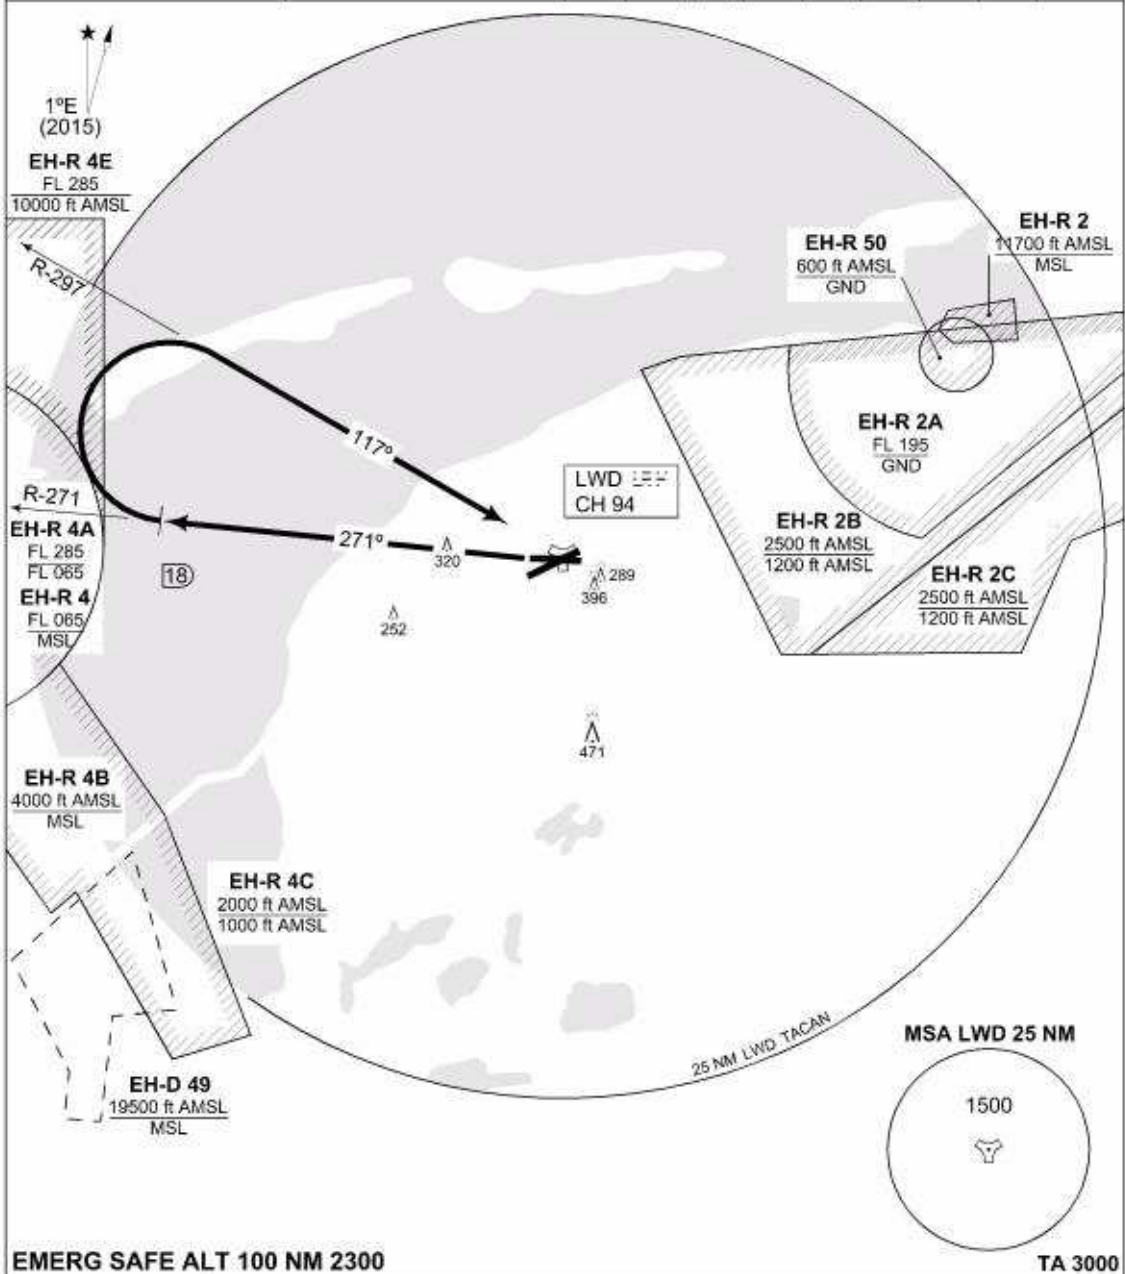 1ºE
(2015)
EH-R 4E
FL 285
10000 ft AMSL
R-297
EH-R 50
600 ft AMSL
GND
EH-R 2
11700 ft AMSL
MSL
117º
EH-R 2A
FL 195
GND
LWD
CH 94
R-271
EH-R 4A
FL 285
FL 065
EH-R 4
FL 065
MSL
271º
320
18
289
396
252
EH-R 2B
2500 ft AMSL
1200 ft AMSL
EH-R 2C
2500 ft AMSL
1200 ft AMSL
471
EH-R 4B
4000 ft AMSL
MSL
EH-R 4C
2000 ft AMSL
1000 ft AMSL
25 NM LWD TACAN
MSA LWD 25 NM
1500
EH-D 49
19500 ft AMSL
MSL
EMERG SAFE ALT 100 NM 2300
TA 3000